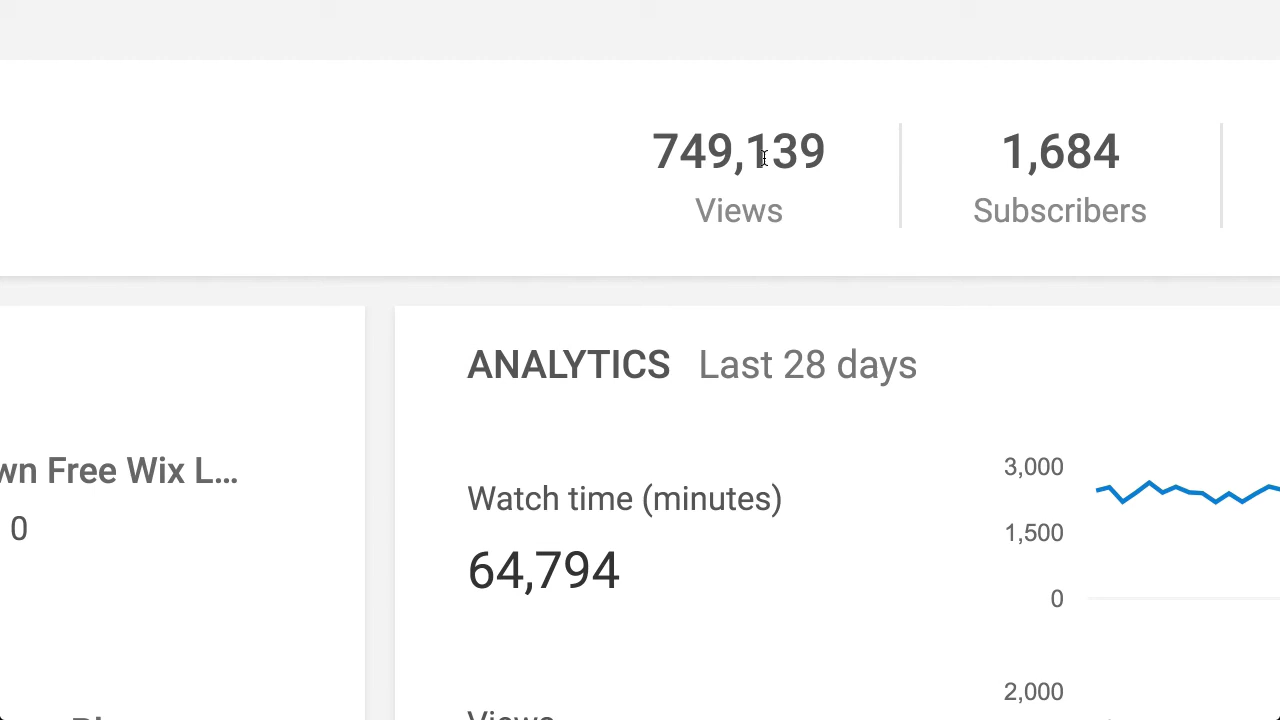 749,139
1,684
Views
Subscribers
ANALYTICS Last 28 days
wn Free Wix L...
0
Watch time (minutes)
64,794
3,000
1,500
0
2,000
Views